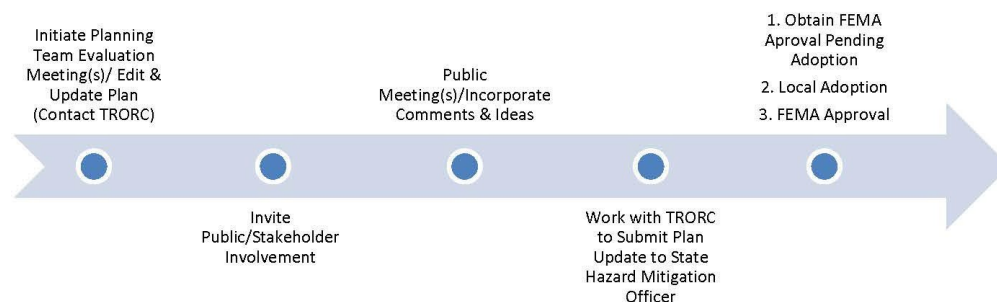 Initiate Planning
Team Evaluation
Meeting(s)/ Edit &
Update Plan
(Contact TRORC)
Invite
Public/Stakeholder
Involvement
Public
Meeting(s)/Incorporate
Comments & Ideas
Work with TRORC
to Submit Plan
Update to State
Hazard Mitigation
Officer
1. Obtain FEMA
Aproval Pending
Adoption
2. Local Adoption
3. FEMA Approval